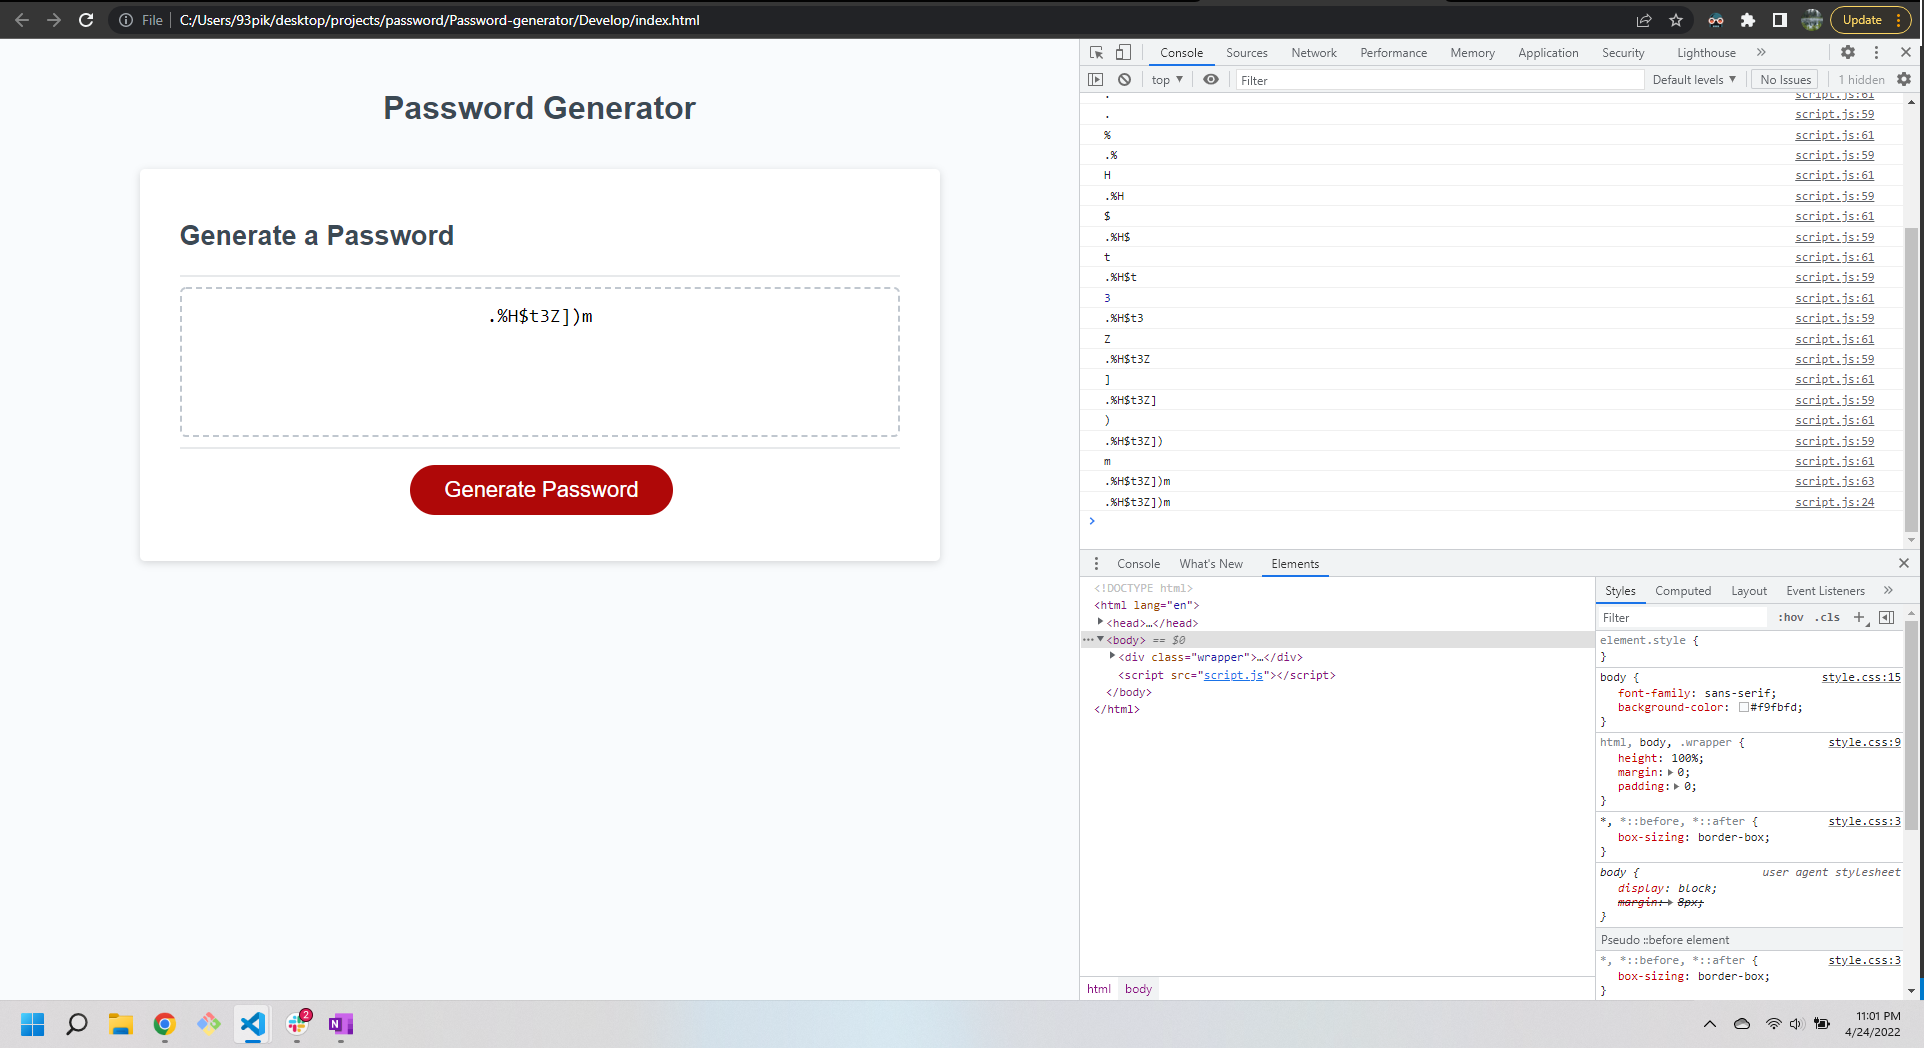 File C:/Users/93pik/desktop/projects/password/Password-generator/Develop/index.html Update
Password Generator
Generate a Password
.%H$t3Z])m
Generate Password
Console Sources Network Performance Memory Application Security Lighthouse »
top ▼ Filter Default levels ▼ No Issues 1 hidden
. script.js:61
. script.js:59
% script.js:61
.% script.js:59
H script.js:61
.%H script.js:59
$ script.js:61
.%H$ script.js:59
t script.js:61
.%H$t script.js:59
3 script.js:61
.%H$t3 script.js:59
Z script.js:61
.%H$t3Z script.js:59
] script.js:61
.%H$t3Z] script.js:59
) script.js:61
.%H$t3Z]) script.js:59
m script.js:61
.%H$t3Z])m script.js:63
.%H$t3Z])m script.js:24
>
Console What's New Elements
<!DOCTYPE html>
<html lang="en">
<head>…</head>
<body> == $0
<div class="wrapper">…</div>
<script src="script.js"></script>
</body>
</html>
html body
Styles Computed Layout Event Listeners »
Filter :hov .cls +
element.style {
}
body { style.css:15
font-family: sans-serif;
background-color: #f9fbfd;
}
html, body, .wrapper { style.css:9
height: 100%;
margin: 0;
padding: 0;
}
*, *::before, *::after { style.css:3
box-sizing: border-box;
}
body { user agent stylesheet
display: block;
margin: 8px;
}
Pseudo ::before element
*, *::before, *::after { style.css:3
box-sizing: border-box;
}
2
N
11:01 PM
4/24/2022